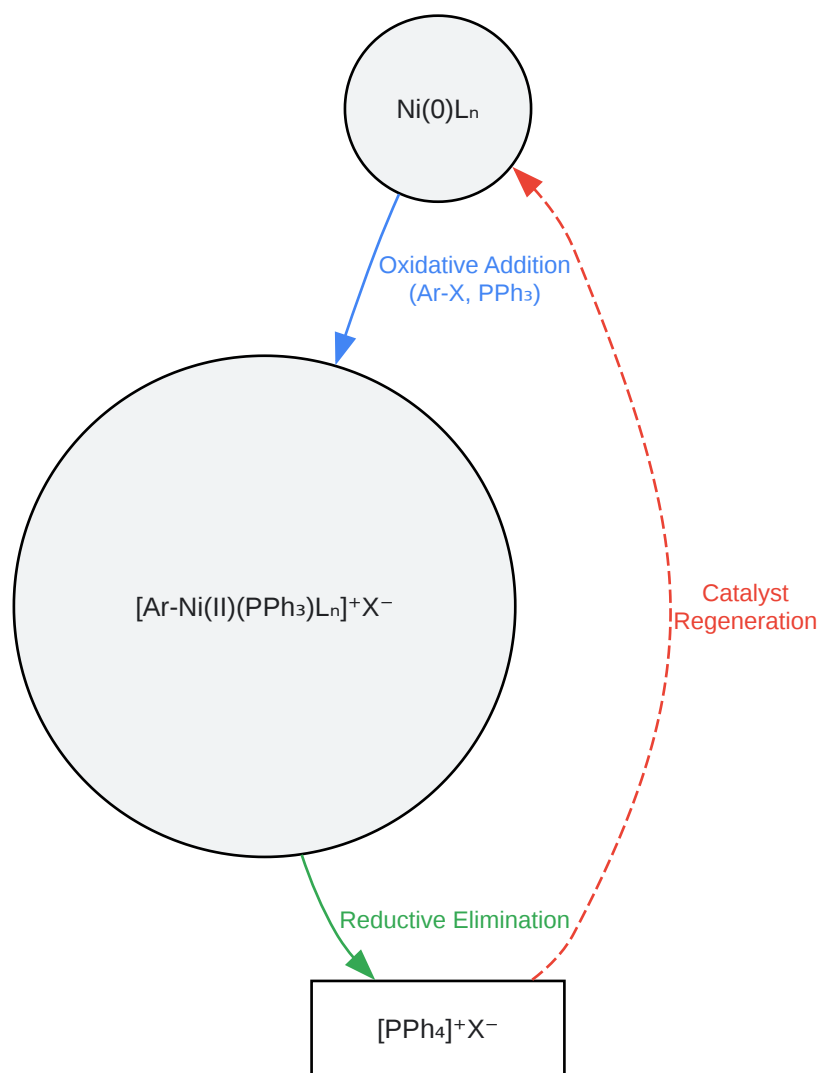 Ni(0)Lₙ
Oxidative Addition
(Ar-X, PPh₃)
[Ar-Ni(II)(PPh₃)Lₙ]⁺X⁻
Catalyst
Regeneration
Reductive Elimination
[PPh₄]⁺X⁻